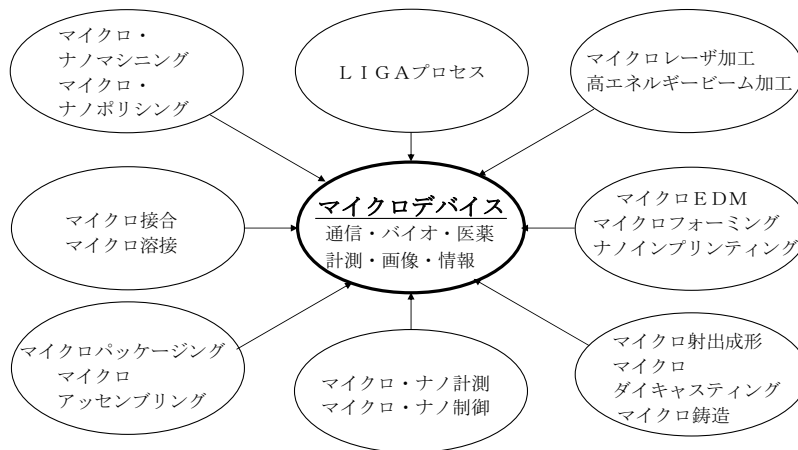 マイクロ・
ナノマシニング
マイクロ・
ナノポリシング
ＬＩＧＡプロセス
マイクロレーザ加工
高エネルギービーム加工
マイクロ接合
マイクロ溶接
マイクロデバイス
通信・バイオ・医薬
計測・画像・情報
マイクロＥＤＭ
マイクロフォーミング
ナノインプリンティング
マイクロパッケージング
マイクロ
アッセンブリング
マイクロ・ナノ計測
マイクロ・ナノ制御
マイクロ射出成形
マイクロ
ダイキャスティング
マイクロ鋳造